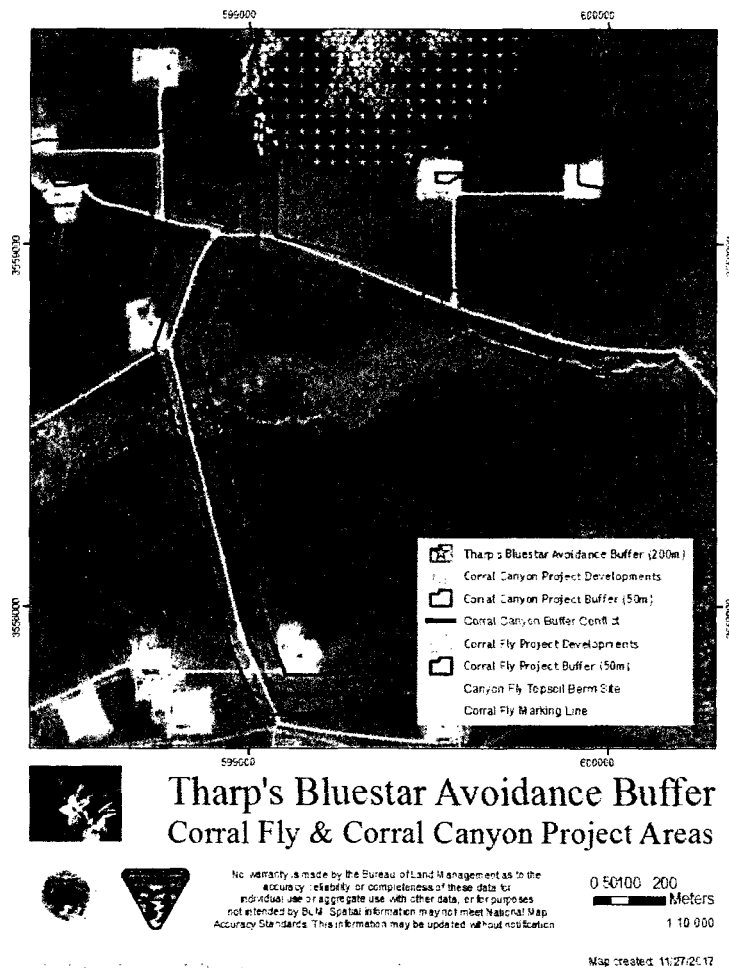 599000 600000
3559000
3558000
Tharp's Bluestar Avoidance Buffer (200m)
Corral Canyon Project Developments
Corral Canyon Project Buffer (50m)
Corral Canyon Buffer Conflict
Corral Fly Project Developments
Corral Fly Project Buffer (50m)
Canyon Fly Topsoil Berm Site
Corral Fly Marking Line
599000 600000
Tharp's Bluestar Avoidance Buffer
Corral Fly & Corral Canyon Project Areas
No warranty is made by the Bureau of Land Management as to the
accuracy, reliability, or completeness of these data for
individual use or aggregate use with other data, or for purposes
not intended by BLM. Spatial information may not meet National Map
Accuracy Standards. This information may be updated without notification.
0 50 100 200
Meters
1:10,000
Map created: 11/27/2017